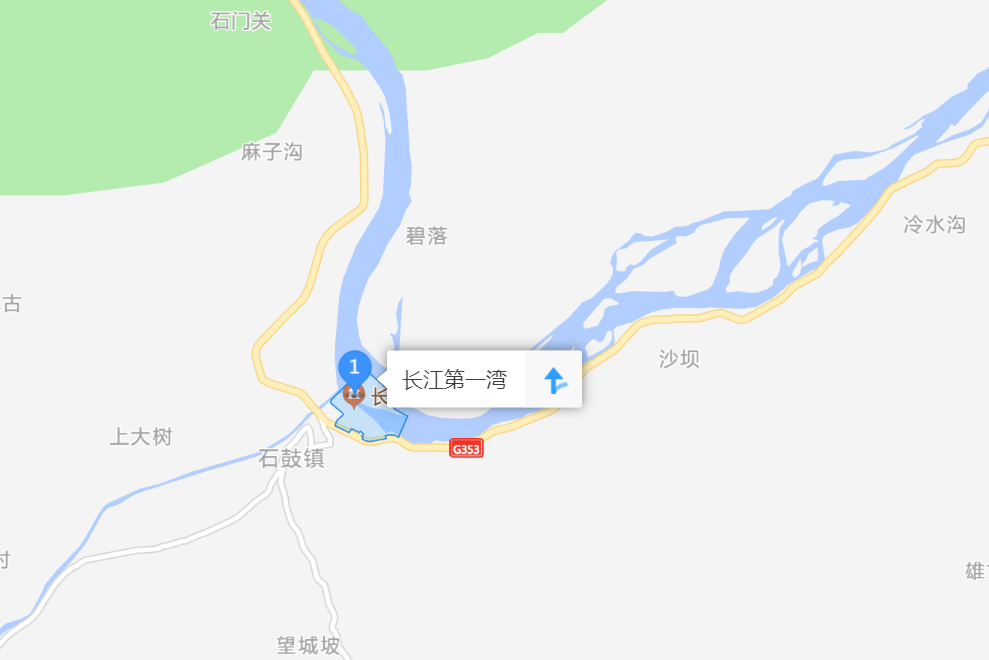 石门关
麻子沟
碧落
冷水沟
古
沙坝
1
长江第一湾
长
上大树
G353
石鼓镇
村
雄
望城坡